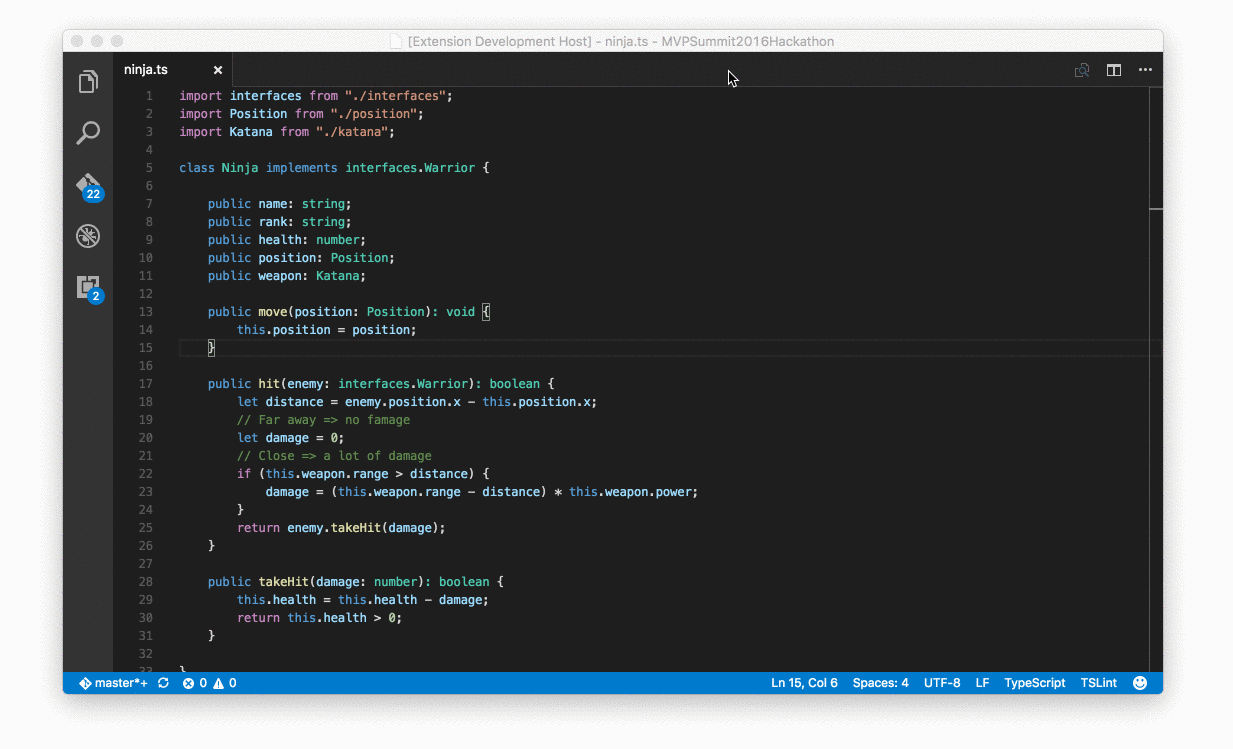 [Extension Development Host] - ninja.ts - MVPSummit2016Hackathon
ninja.ts
22
2
1 import interfaces from "./interfaces";
2 import Position from "./position";
3 import Katana from "./katana";
4
5 class Ninja implements interfaces.Warrior {
6
7 public name: string;
8 public rank: string;
9 public health: number;
10 public position: Position;
11 public weapon: Katana;
12
13 public move(position: Position): void {
14 this.position = position;
15 }
16
17 public hit(enemy: interfaces.Warrior): boolean {
18 let distance = enemy.position.x - this.position.x;
19 // Far away => no famage
20 let damage = 0;
21 // Close => a lot of damage
22 if (this.weapon.range > distance) {
23 damage = (this.weapon.range - distance) * this.weapon.power;
24 }
25 return enemy.takeHit(damage);
26 }
27
28 public takeHit(damage: number): boolean {
29 this.health = this.health - damage;
30 return this.health > 0;
31 }
32
33 }
master*+ 0 0 Ln 15, Col 6 Spaces: 4 UTF-8 LF TypeScript TSLint